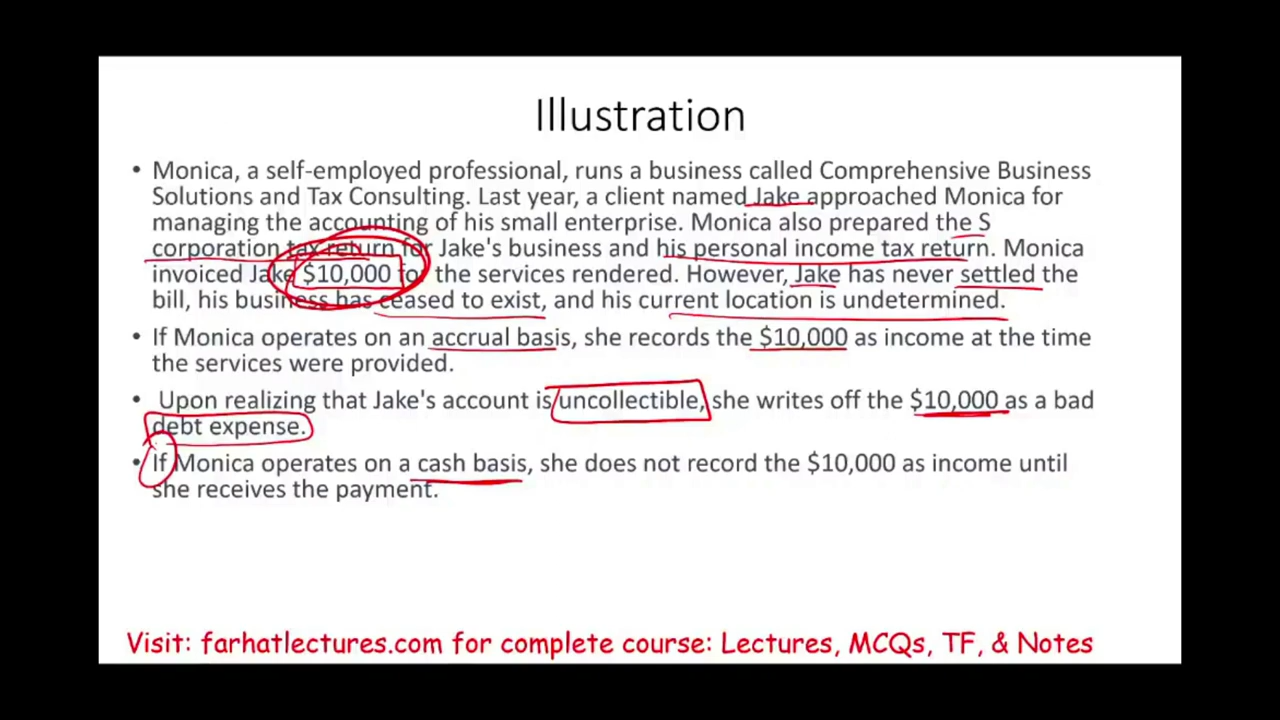 Illustration
• Monica, a self-employed professional, runs a business called Comprehensive Business
Solutions and Tax Consulting. Last year, a client named Jake approached Monica for
managing the accounting of his small enterprise. Monica also prepared the S
corporation tax return for Jake's business and his personal income tax return. Monica
invoiced Jake $10,000 for the services rendered. However, Jake has never settled the
bill, his business has ceased to exist, and his current location is undetermined.
• If Monica operates on an accrual basis, she records the $10,000 as income at the time
the services were provided.
• Upon realizing that Jake's account is uncollectible, she writes off the $10,000 as a bad
debt expense.
• If Monica operates on a cash basis, she does not record the $10,000 as income until
she receives the payment.
Visit: farhatlectures.com for complete course: Lectures, MCQs, TF, & Notes